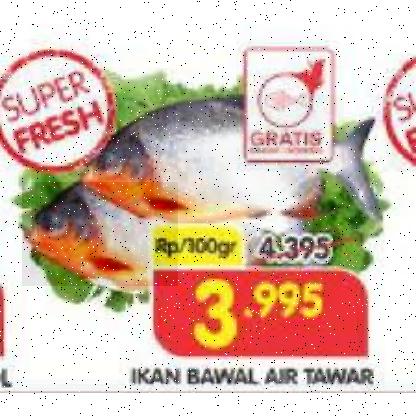 SUPER
FRESH
GRATIS
Rp/100gr 4.395
3.995
IKAN BAWAL AIR TAWAR